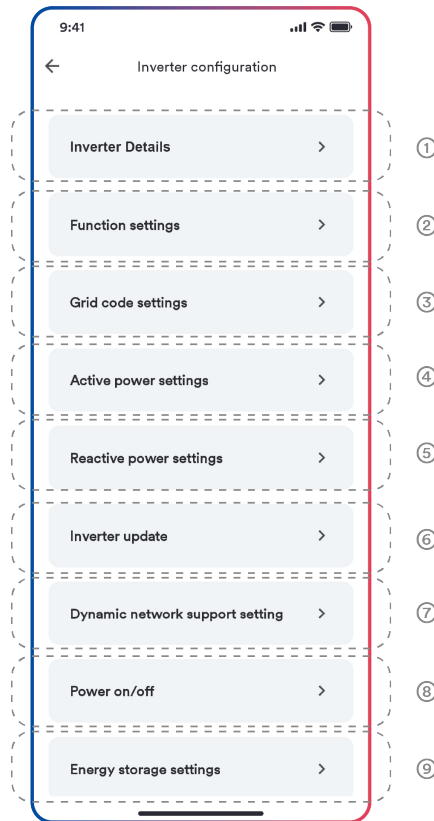 9:41
Inverter configuration
Inverter Details
①
Function settings
②
Grid code settings
③
Active power settings
④
Reactive power settings
⑤
Inverter update
⑥
Dynamic network support setting
⑦
Power on/off
⑧
Energy storage settings
⑨